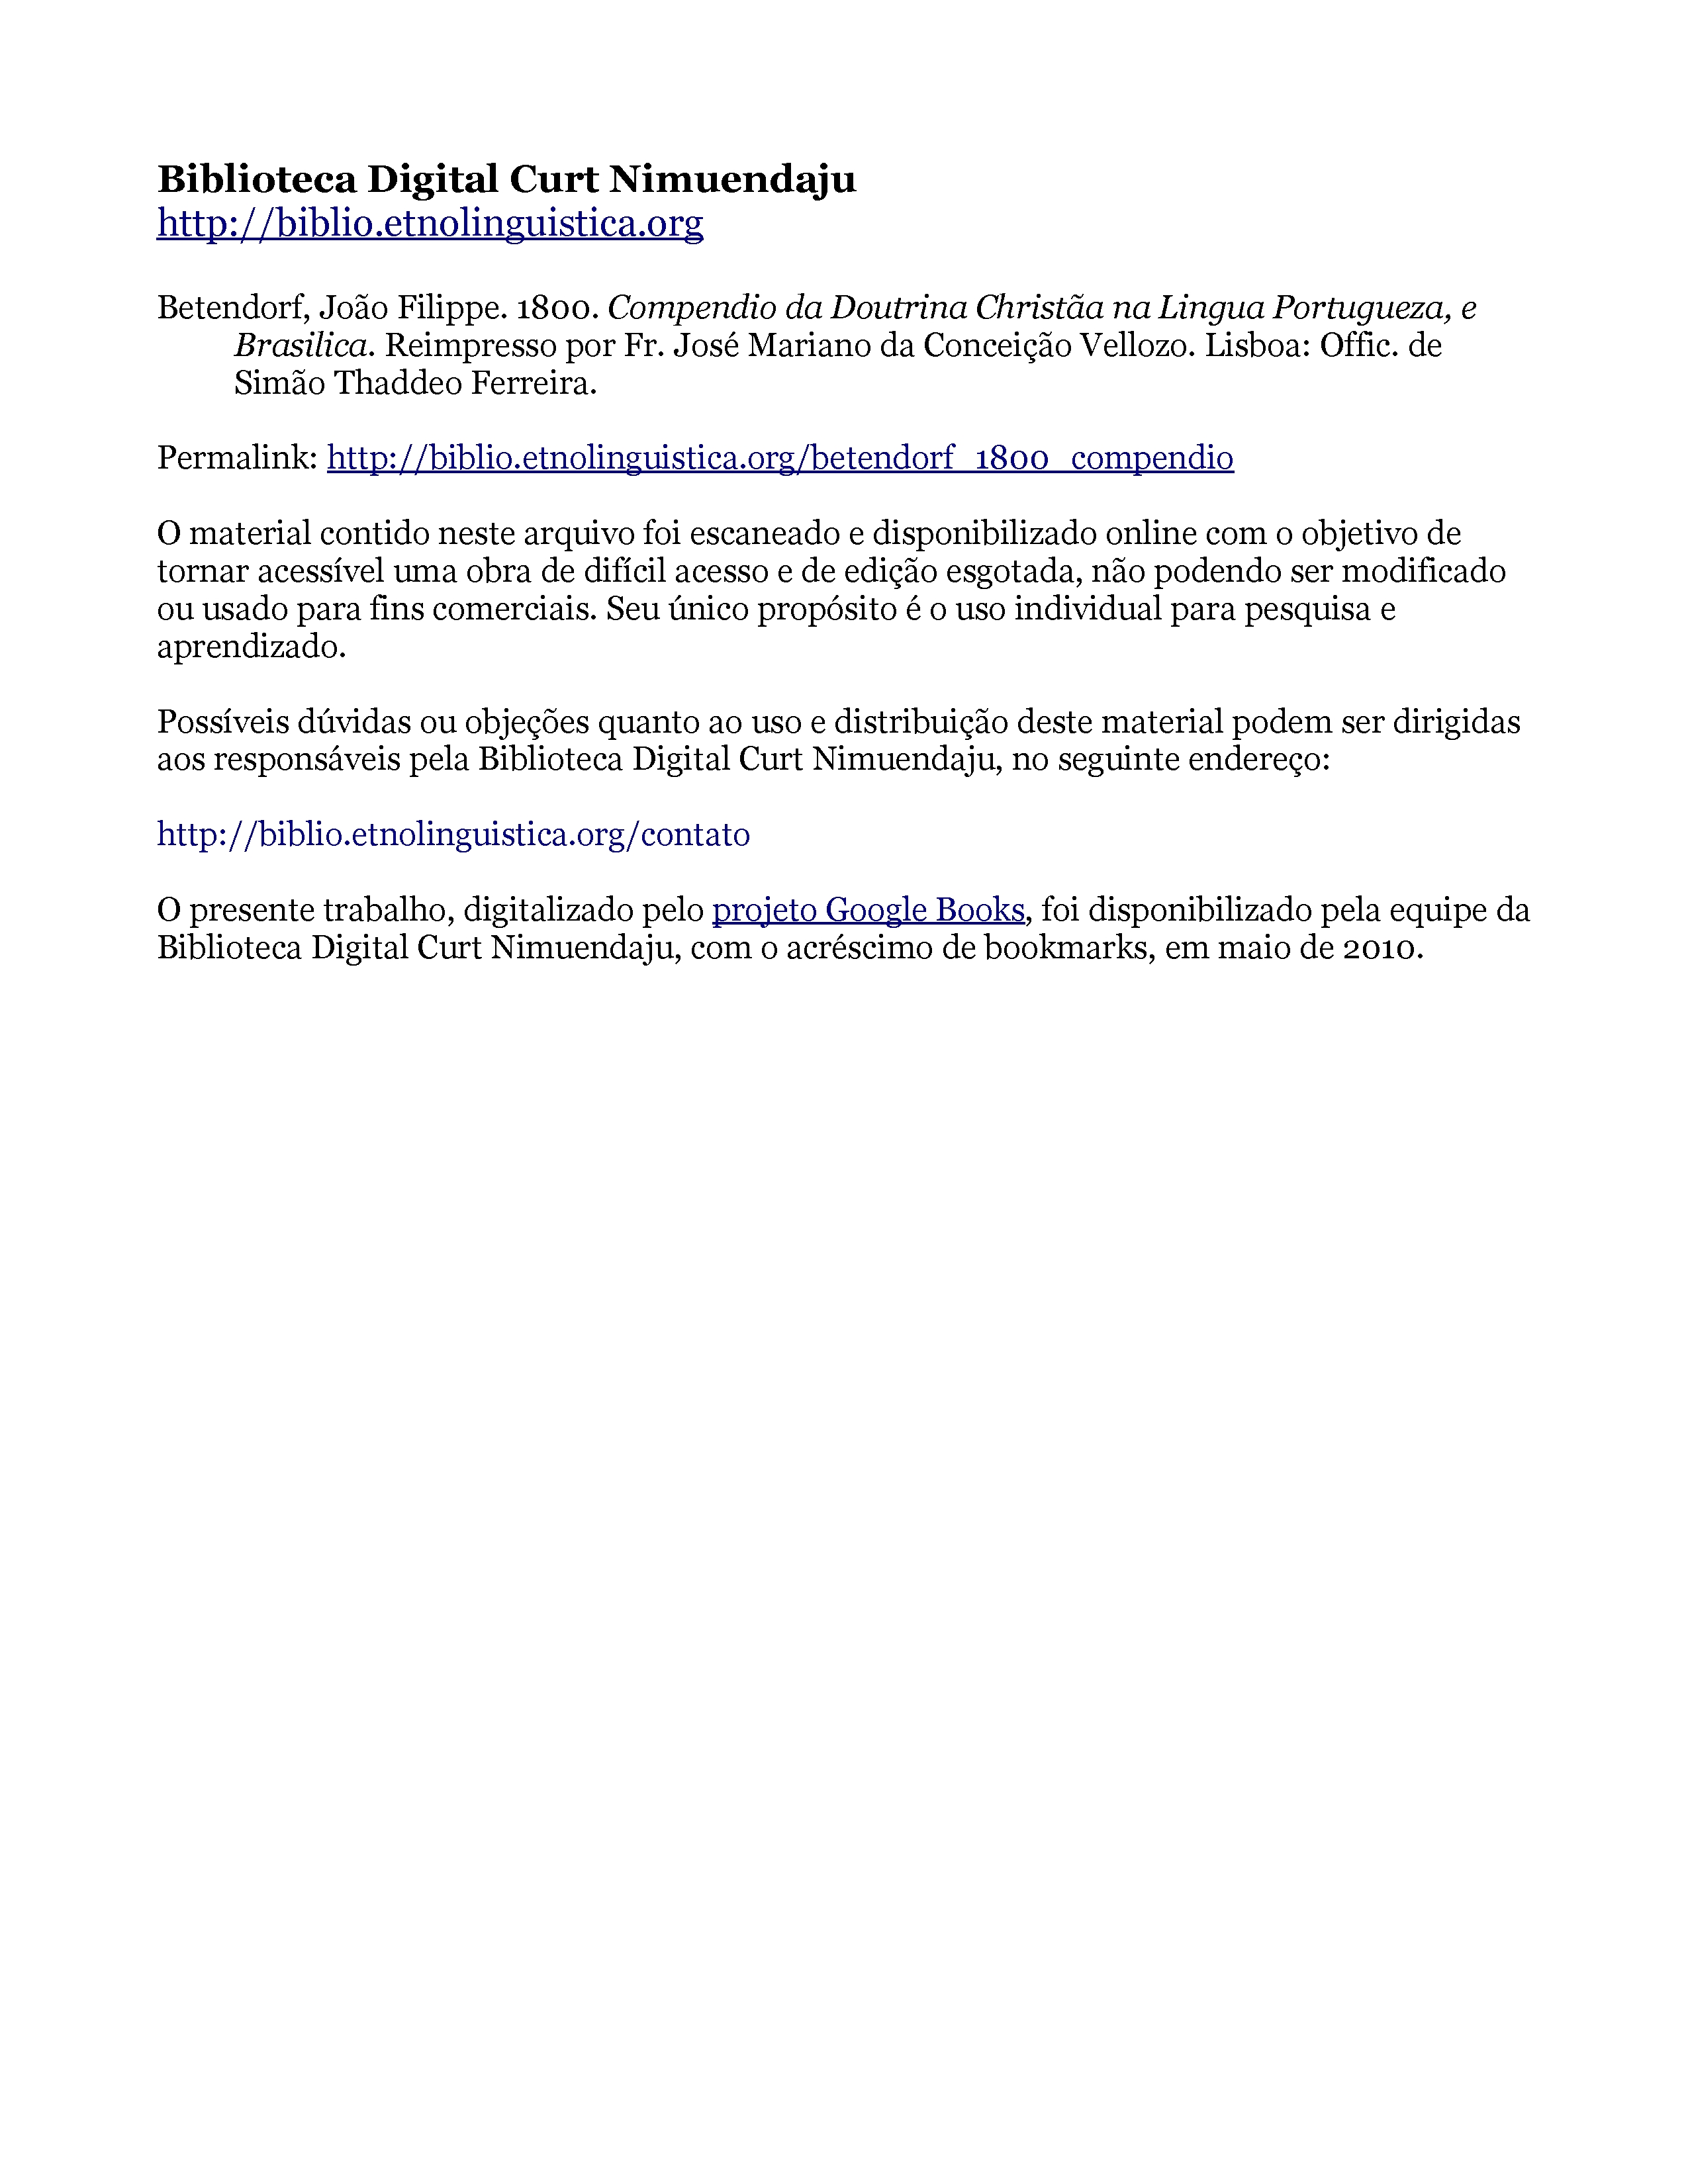 Biblioteca Digital Curt Nimuendaju
http://biblio.etnolinguistica.org
Betendorf, João Filippe. 1800. Compendio da Doutrina Christãa na Lingua Portugueza, e
Brasilica. Reimpresso por Fr. José Mariano da Conceição Vellozo. Lisboa: Offic. de
Simão Thaddeo Ferreira.
Permalink: http://biblio.etnolinguistica.org/betendorf_1800_compendio
O material contido neste arquivo foi escaneado e disponibilizado online com o objetivo de
tornar acessível uma obra de difícil acesso e de edição esgotada, não podendo ser modificado
ou usado para fins comerciais. Seu único propósito é o uso individual para pesquisa e
aprendizado.
Possíveis dúvidas ou objeções quanto ao uso e distribuição deste material podem ser dirigidas
aos responsáveis pela Biblioteca Digital Curt Nimuendaju, no seguinte endereço:
http://biblio.etnolinguistica.org/contato
O presente trabalho, digitalizado pelo projeto Google Books, foi disponibilizado pela equipe da
Biblioteca Digital Curt Nimuendaju, com o acréscimo de bookmarks, em maio de 2010.